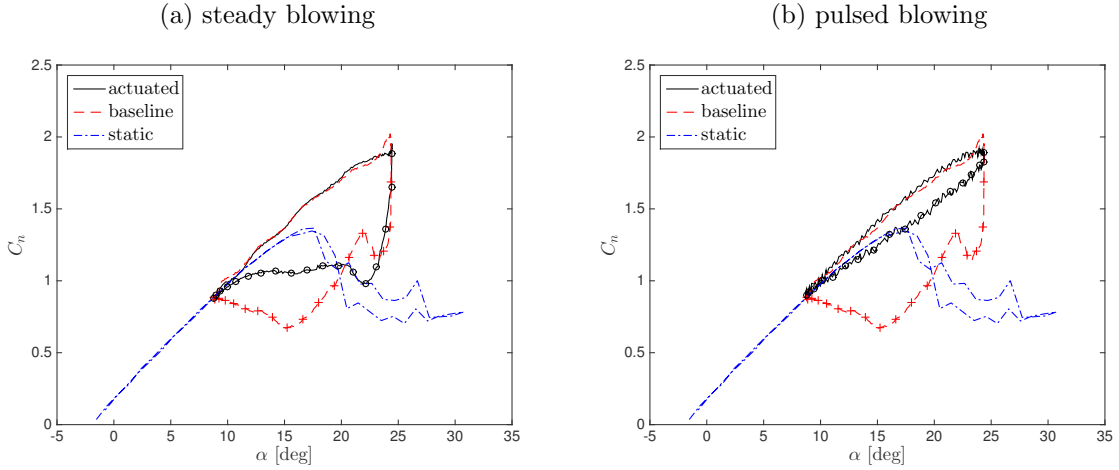 (a) steady blowing
2.5
2
1.5
1
0.5
0
C_n
-5 0 5 10 15 20 25 30 35
α [deg]
actuated
baseline
static
(b) pulsed blowing
2.5
2
1.5
1
0.5
0
C_n
-5 0 5 10 15 20 25 30 35
α [deg]
actuated
baseline
static